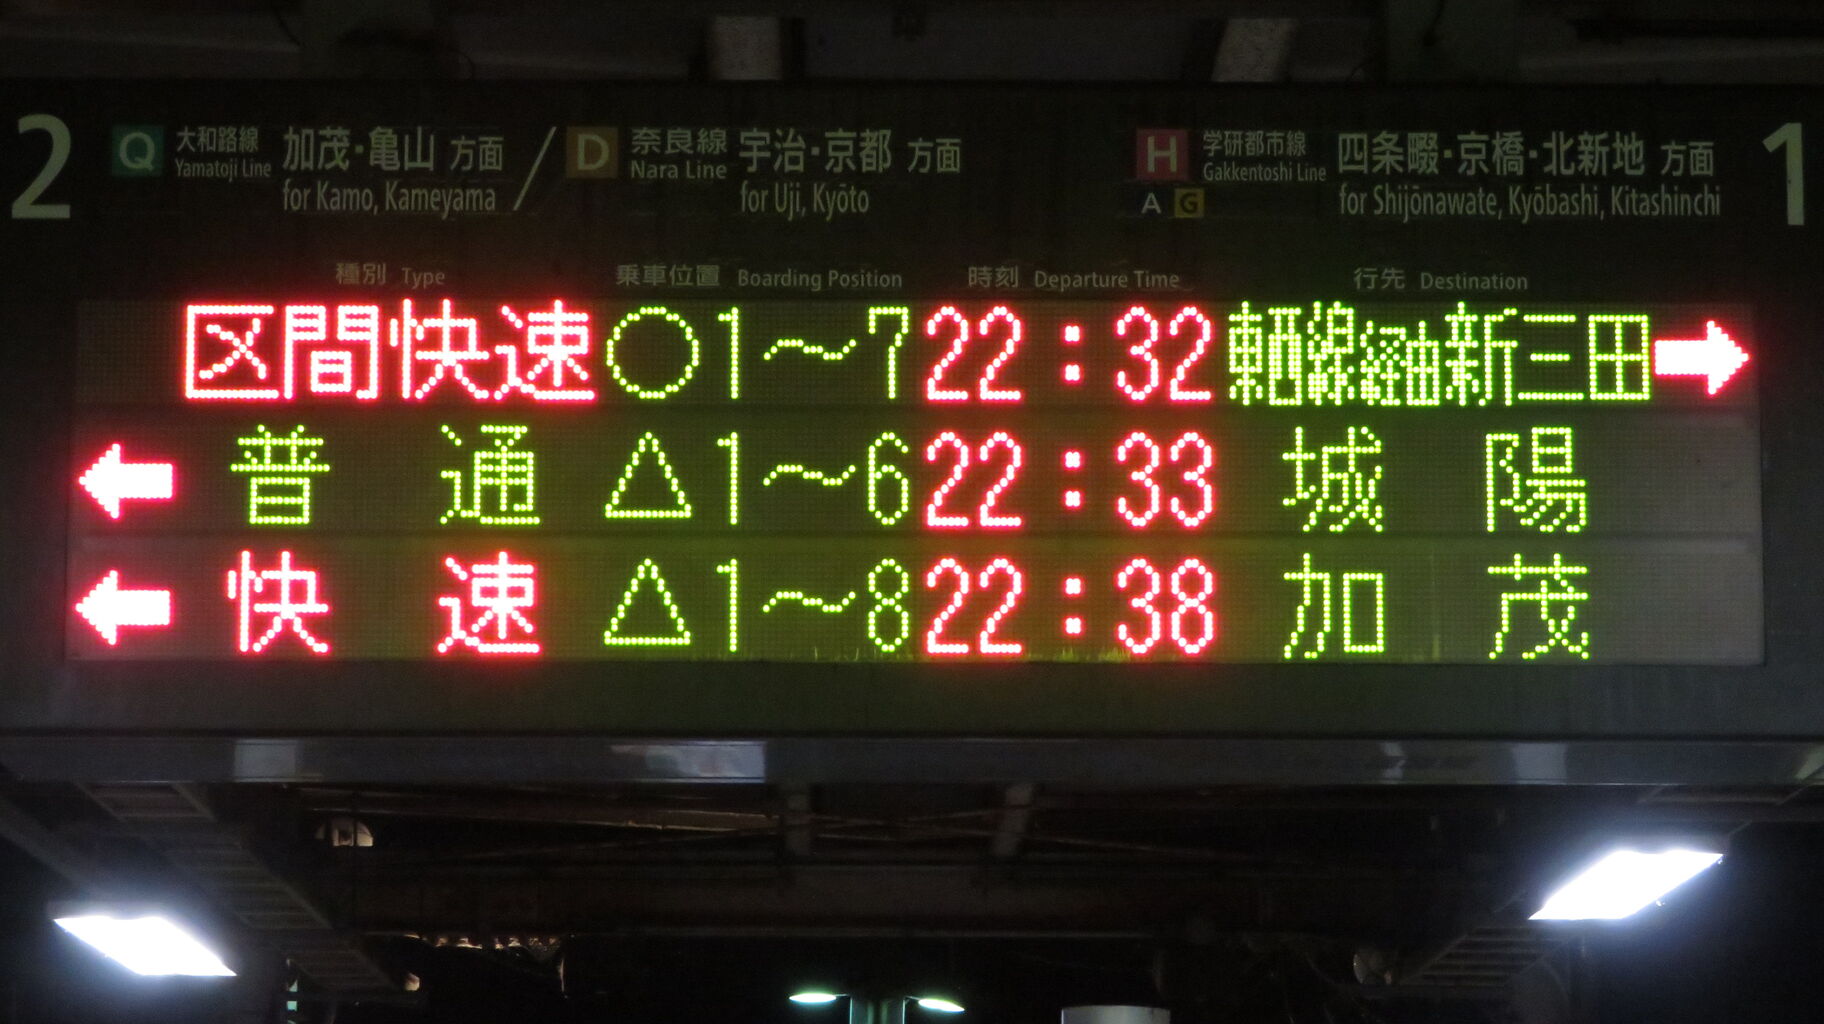 2 Q 大和路線 加茂・亀山 方面 / D 奈良線 宇治・京都 方面 H 学研都市線 四条畷・京橋・北新地 方面 1
Yamatoji Line for Kamo, Kameyama Nara Line for Uji, Kyōto A G Gakkentoshi Line for Shijōnawate, Kyōbashi, Kitashinchi
種別 Type 乗車位置 Boarding Position 時刻 Departure Time 行先 Destination
区間快速 ○1〜7 22:32 東西線経由新三田 →
← 普通 △1〜6 22:33 城陽
← 快速 △1〜8 22:38 加茂